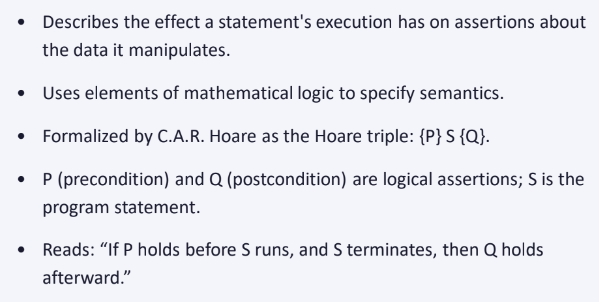 • Describes the effect a statement's execution has on assertions about
the data it manipulates.
• Uses elements of mathematical logic to specify semantics.
• Formalized by C.A.R. Hoare as the Hoare triple: {P} S {Q}.
• P (precondition) and Q (postcondition) are logical assertions; S is the
program statement.
• Reads: “If P holds before S runs, and S terminates, then Q holds
afterward.”